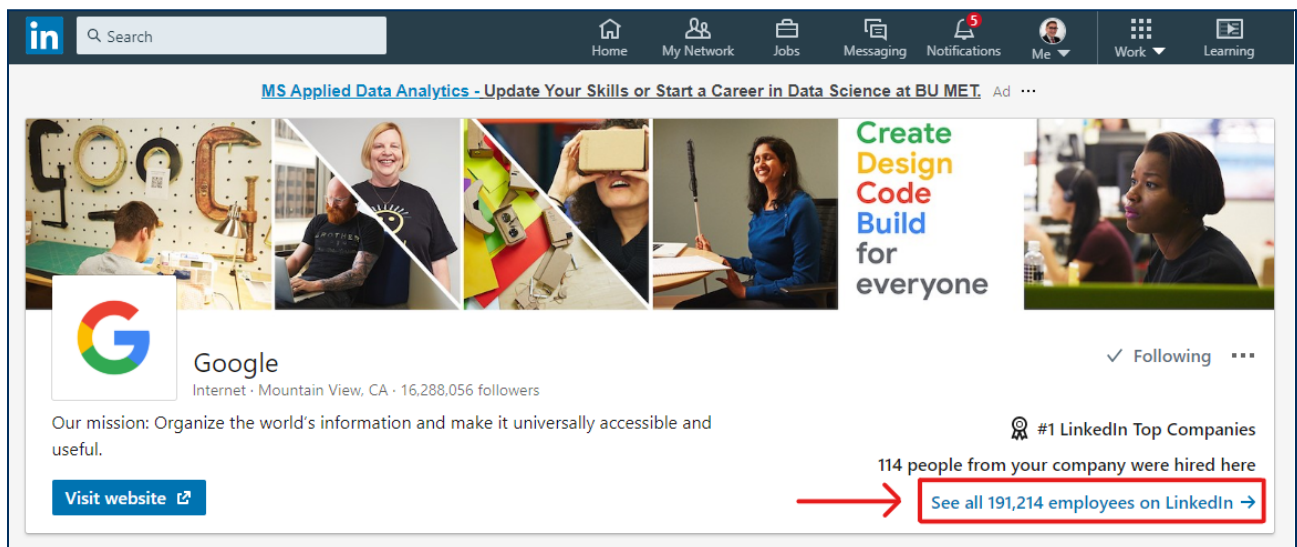 in
Search
Home
My Network
Jobs
Messaging
5
Notifications
Me
Work
Learning
MS Applied Data Analytics - Update Your Skills or Start a Career in Data Science at BU MET. Ad ...
Create
Design
Code
Build
for
everyone
G
Google
Following ...
Internet · Mountain View, CA · 16,288,056 followers
Our mission: Organize the world's information and make it universally accessible and
useful.
#1 LinkedIn Top Companies
114 people from your company were hired here
Visit website
See all 191,214 employees on LinkedIn →